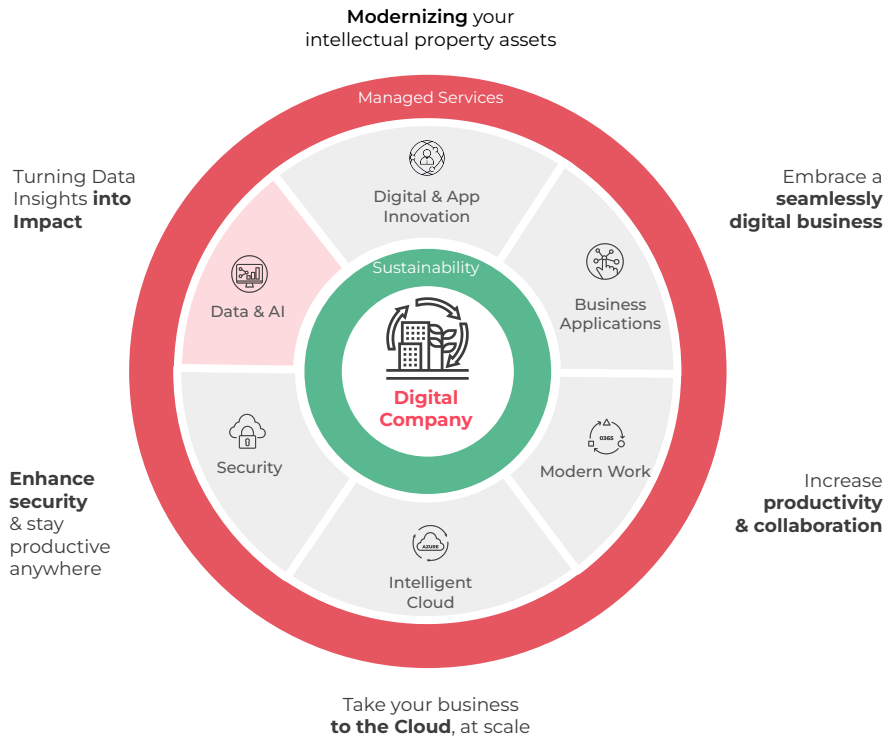 Modernizing your
intellectual property assets
Managed Services
Turning Data
Insights into
Impact
Embrace a
seamlessly
digital business
Digital & App
Innovation
Sustainability
Data & AI
Business
Applications
Digital
Company
Security
O365
Modern Work
Enhance
security
& stay
productive
anywhere
Increase
productivity
& collaboration
AZURE
Intelligent
Cloud
Take your business
to the Cloud, at scale